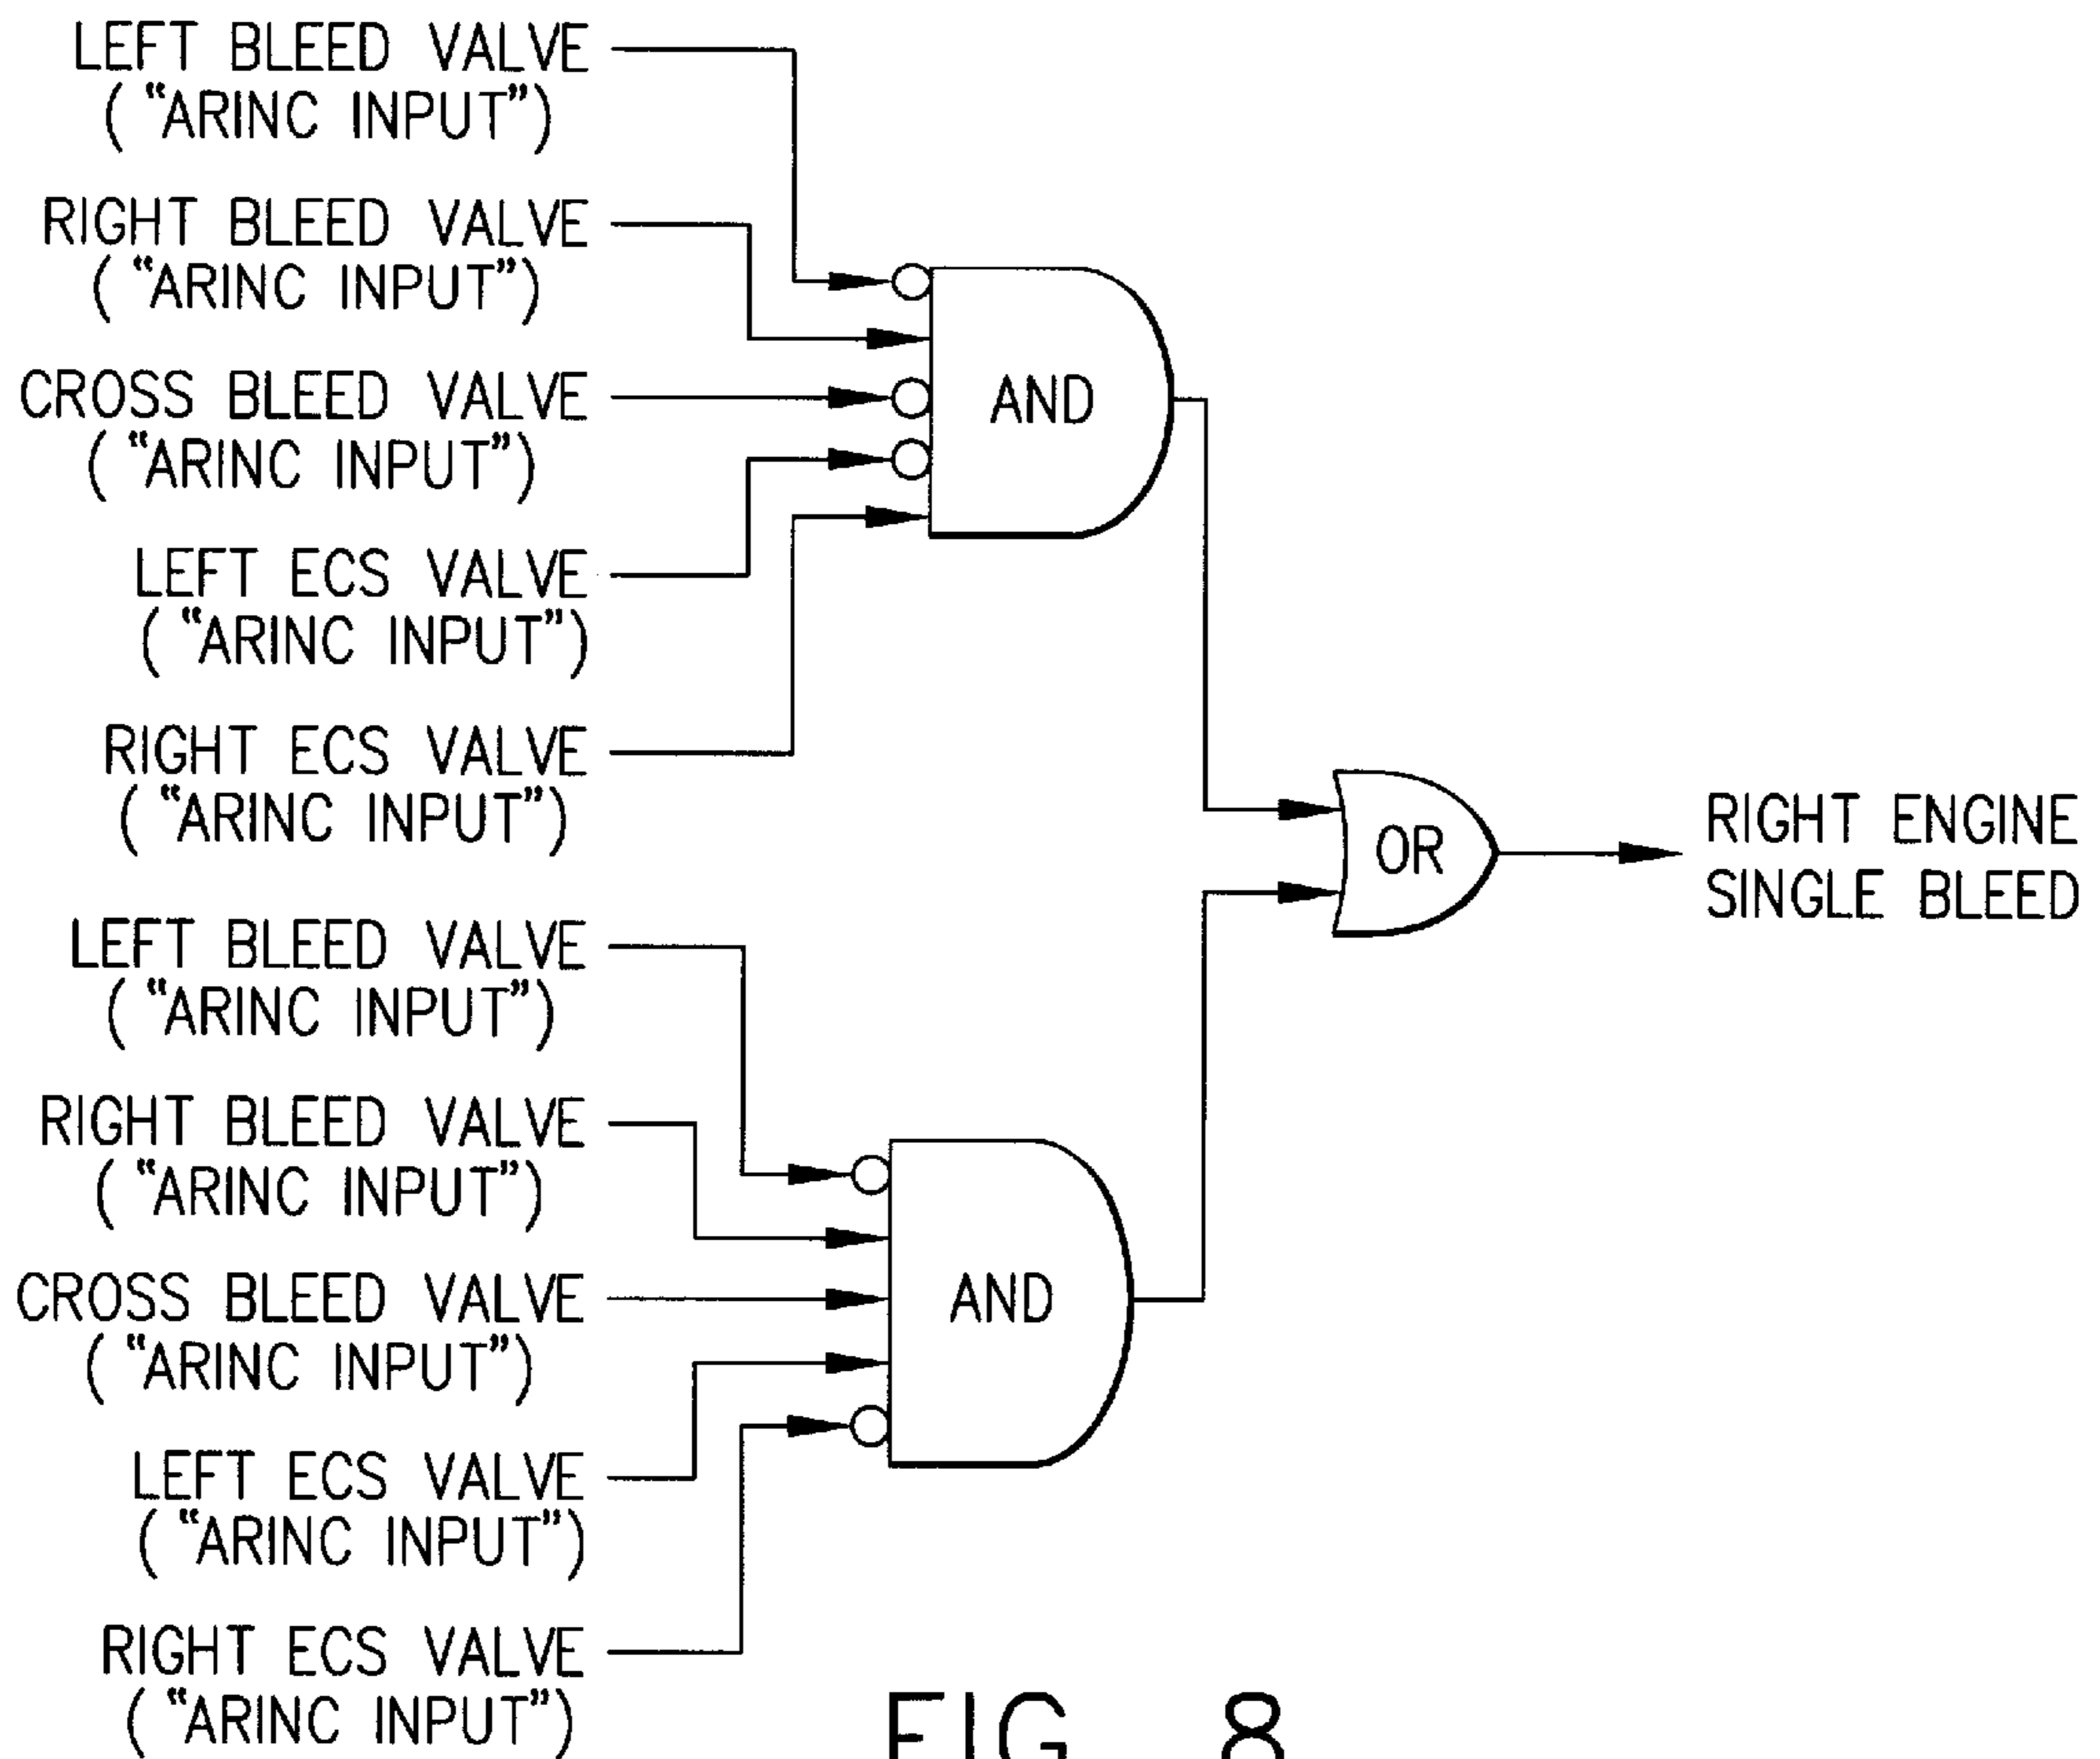 LEFT BLEED VALVE
( “ARINC INPUT”)
RIGHT BLEED VALVE
( “ARINC INPUT”)
CROSS BLEED VALVE
( “ARINC INPUT”)
LEFT ECS VALVE
( “ARINC INPUT”)
RIGHT ECS VALVE
( “ARINC INPUT”)
AND
LEFT BLEED VALVE
( “ARINC INPUT”)
RIGHT BLEED VALVE
( “ARINC INPUT”)
CROSS BLEED VALVE
( “ARINC INPUT”)
LEFT ECS VALVE
( “ARINC INPUT”)
RIGHT ECS VALVE
( “ARINC INPUT”)
AND
OR
RIGHT ENGINE
SINGLE BLEED
FIG. 8